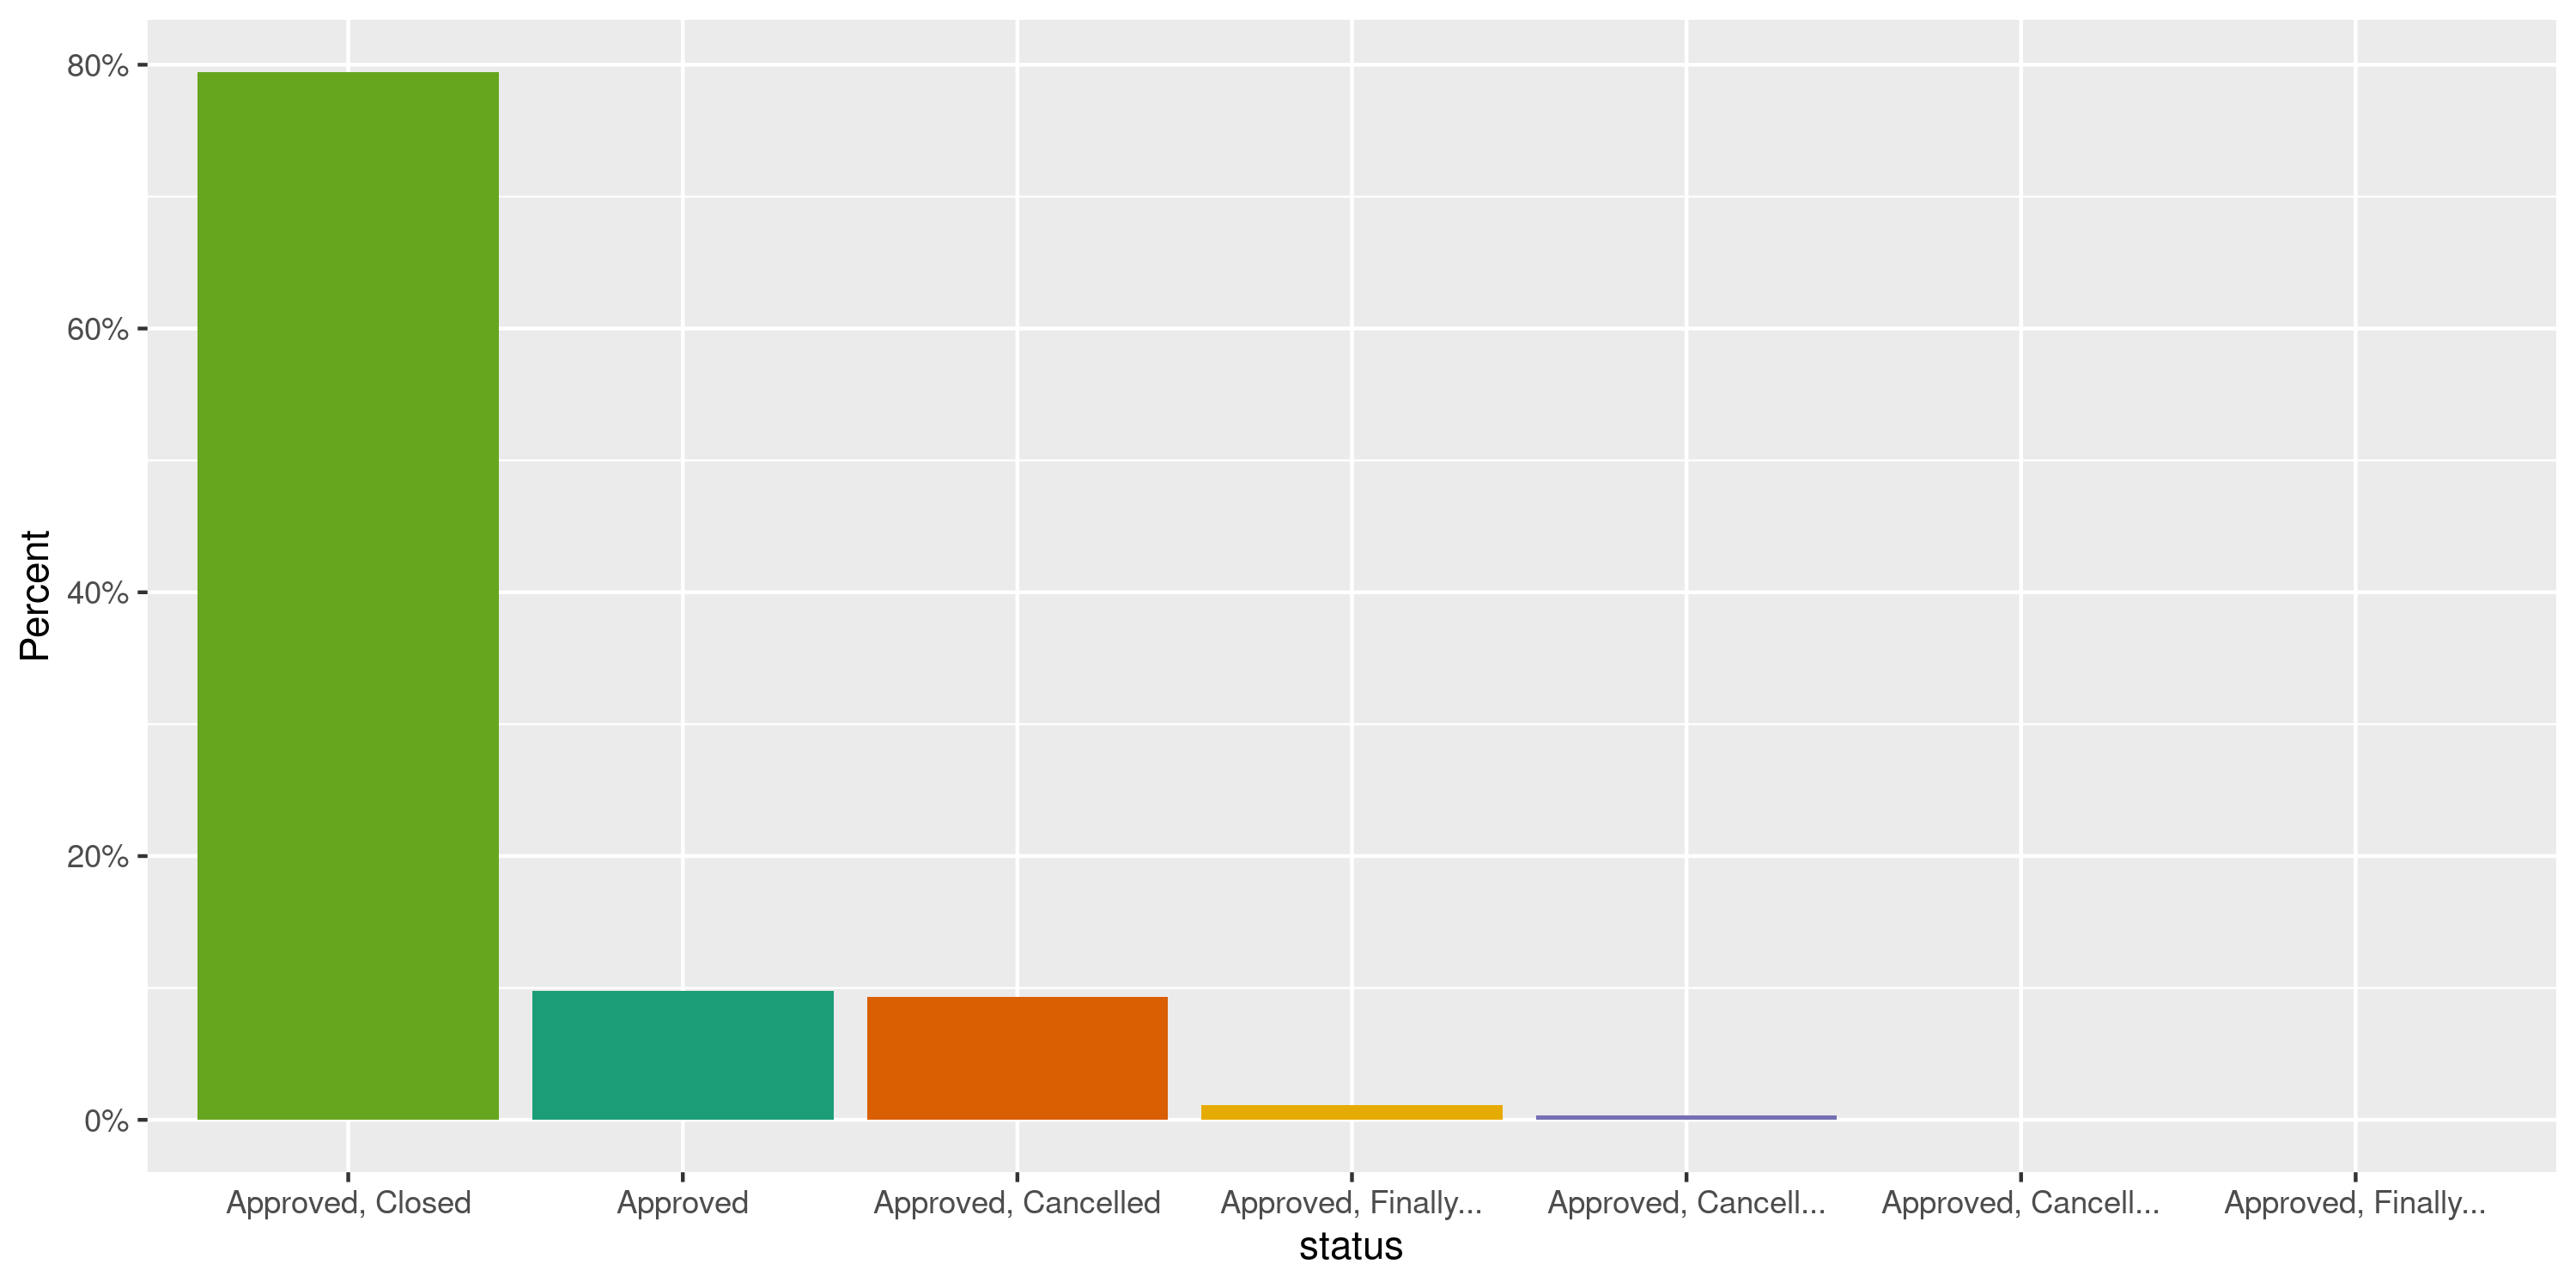 80%
60%
40%
20%
0%
Percent
Approved, Closed
Approved
Approved, Cancelled
Approved, Finally...
Approved, Cancell...
Approved, Cancell...
Approved, Finally...
status